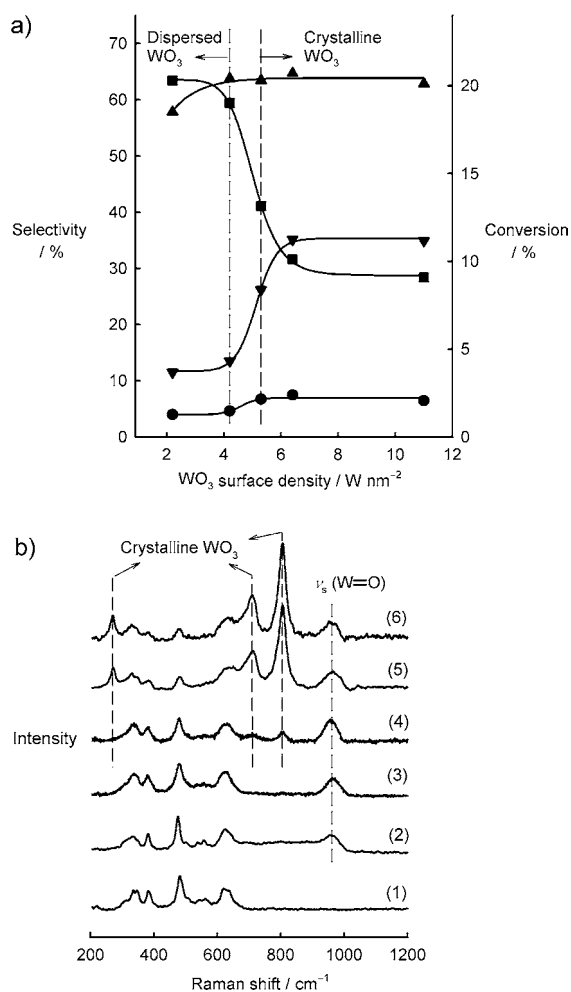 a)
70
60
50
40
30
20
10
0
Selectivity
/ %
Dispersed
WO3
Crystalline
WO3
20
15
10
5
0
Conversion
/ %
0 2 4 6 8 10 12
WO3 surface density / W nm−2
b)
Crystalline WO3
νs (W=O)
(6)
(5)
(4)
(3)
(2)
(1)
Intensity
200 400 600 800 1000 1200
Raman shift / cm−1